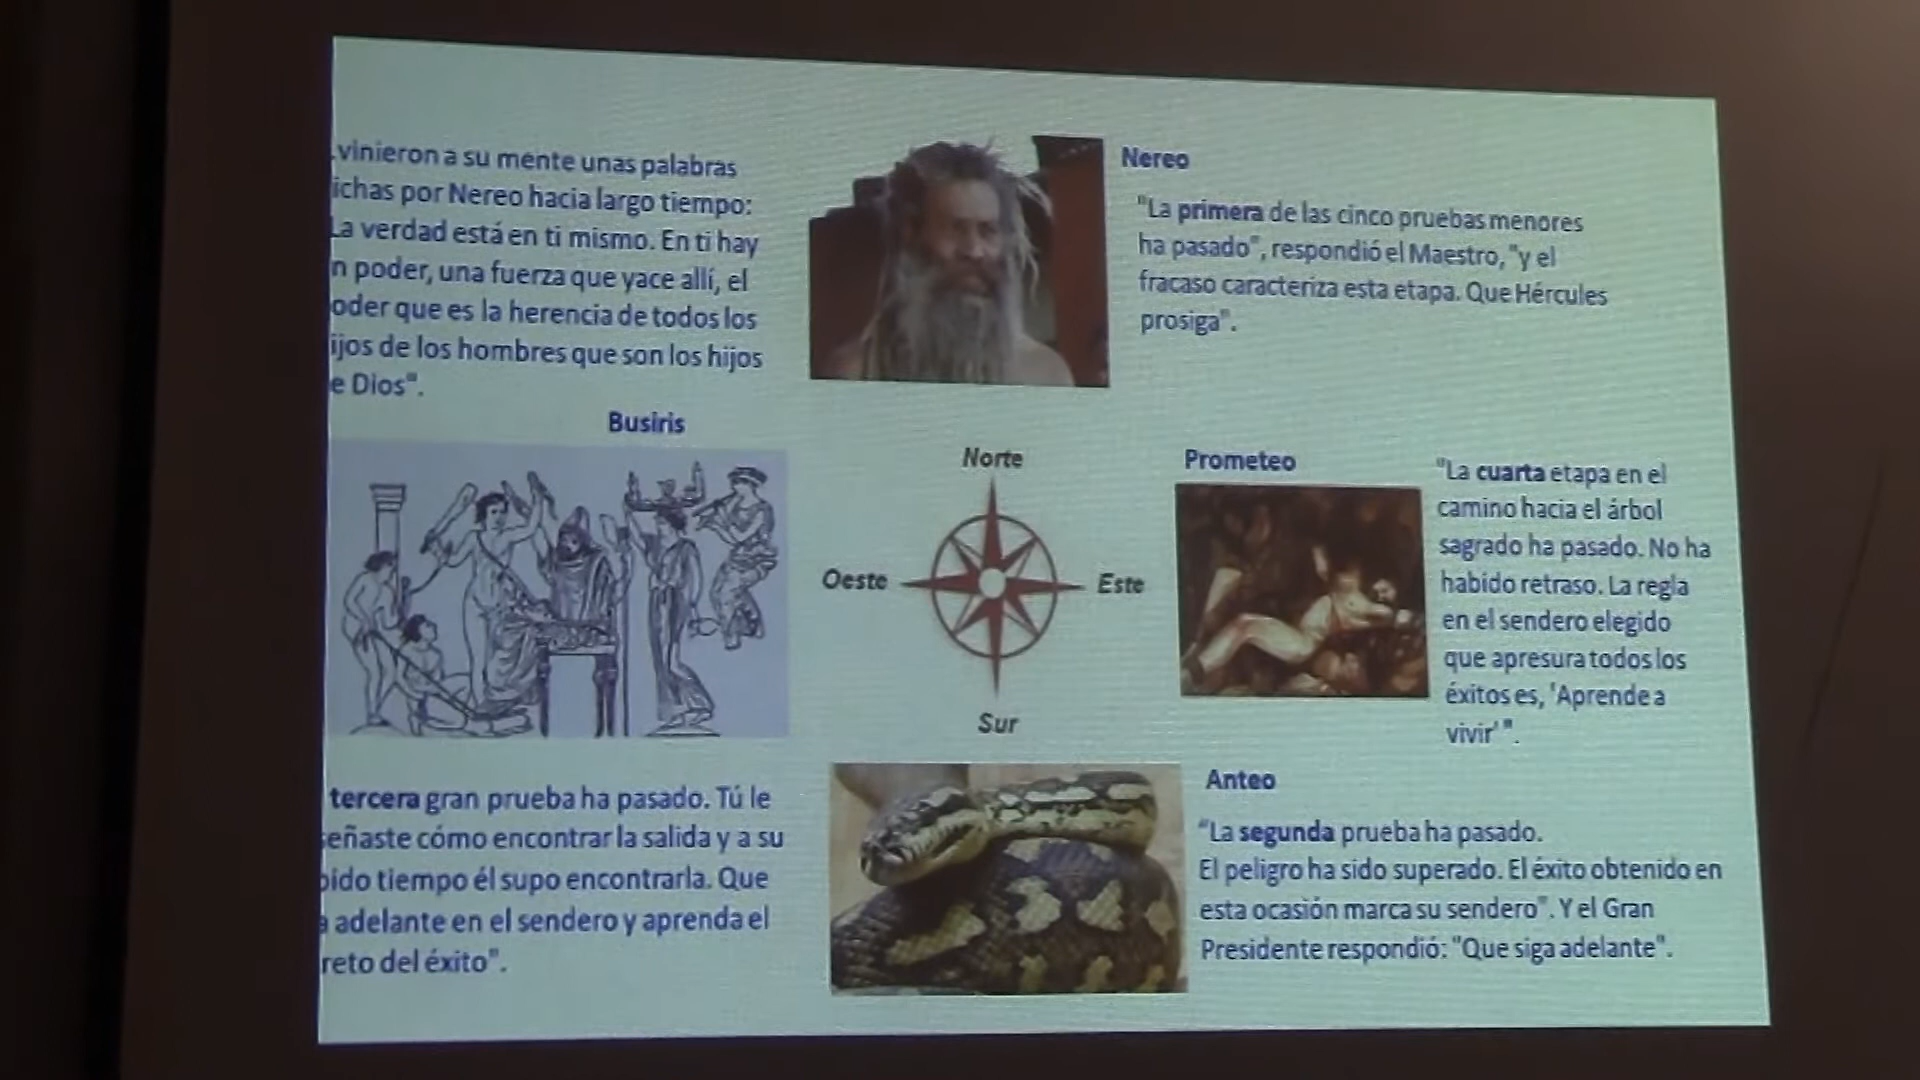 vinieron a su mente unas palabras
ichas por Nereo hacia largo tiempo:
La verdad está en ti mismo. En ti hay
n poder, una fuerza que yace allí, el
oder que es la herencia de todos los
ijos de los hombres que son los hijos
e Dios".
Nereo
"La primera de las cinco pruebas menores
ha pasado", respondió el Maestro, "y el
fracaso caracteriza esta etapa. Que Hércules
prosiga".
Busiris
Norte
Oeste
Este
Sur
Prometeo
"La cuarta etapa en el
camino hacia el árbol
sagrado ha pasado. No ha
habido retraso. La regla
en el sendero elegido
que apresura todos los
éxitos es, 'Aprende a
vivir' ".
tercera gran prueba ha pasado. Tú le
señaste cómo encontrar la salida y a su
bido tiempo él supo encontrarla. Que
a adelante en el sendero y aprenda el
reto del éxito".
Anteo
"La segunda prueba ha pasado.
El peligro ha sido superado. El éxito obtenido en
esta ocasión marca su sendero". Y el Gran
Presidente respondió: "Que siga adelante".